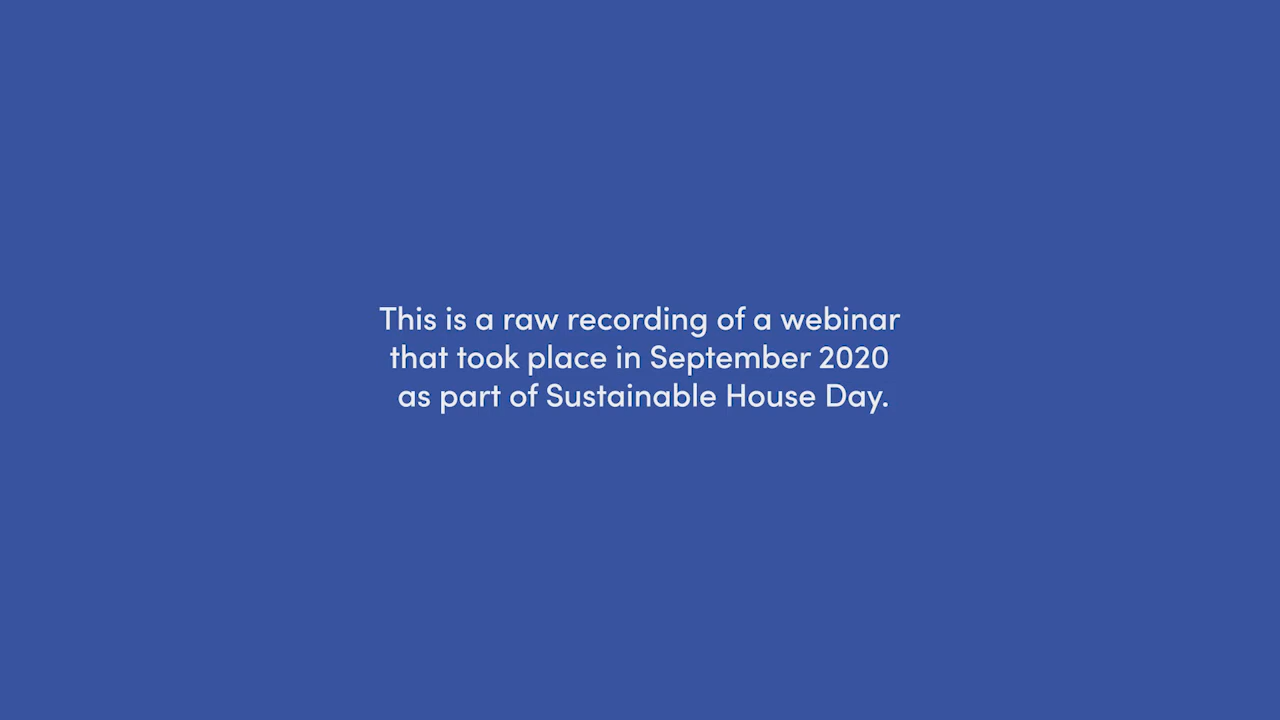 This is a raw recording of a webinar
that took place in September 2020
as part of Sustainable House Day.